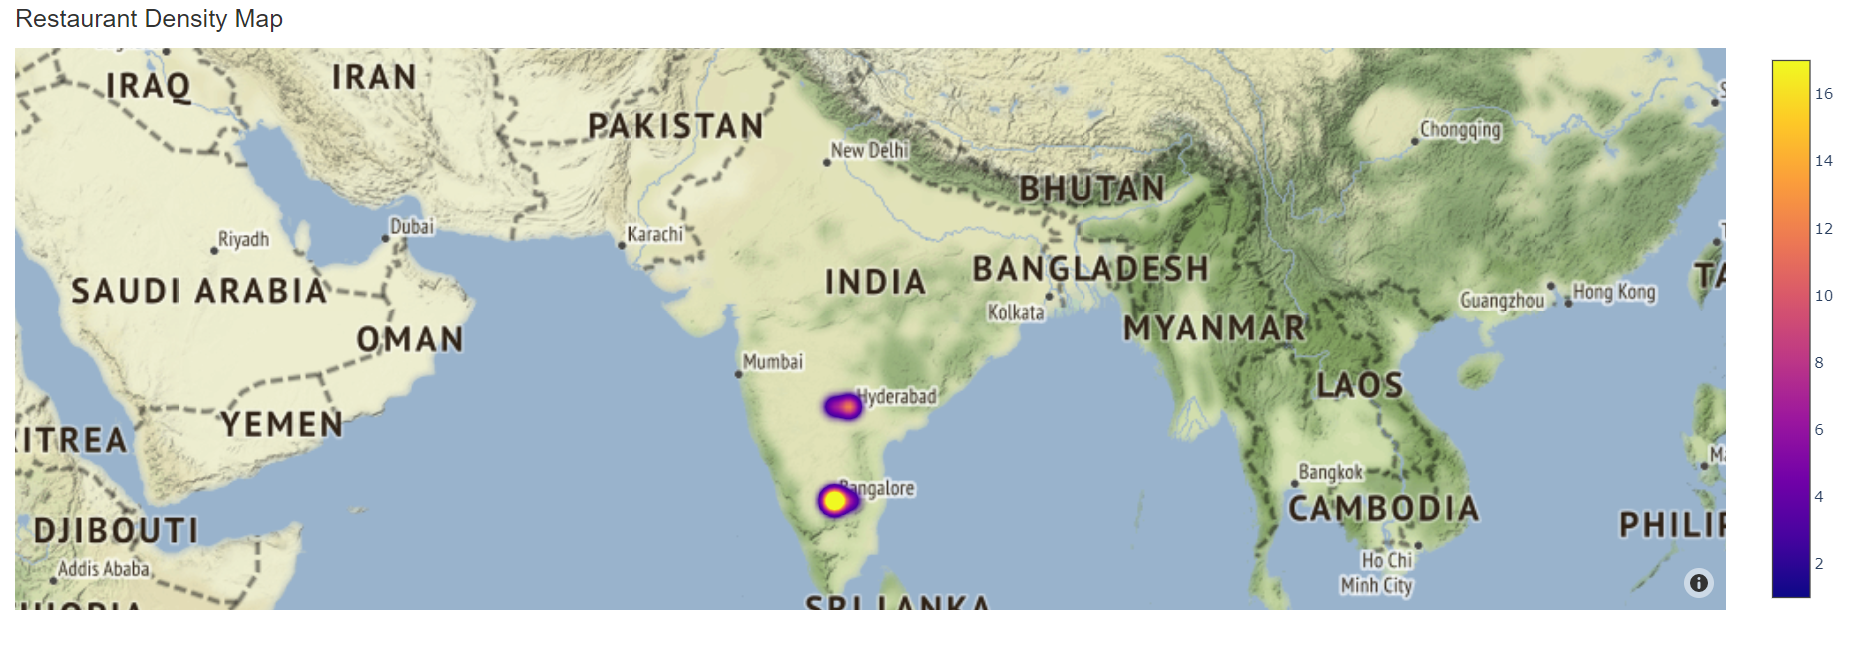 Restaurant Density Map
IRAQ
IRAN
PAKISTAN
New Delhi
Chongqing
BHUTAN
Riyadh
Dubai
Karachi
SAUDI ARABIA
INDIA
BANGLADESH
Kolkata
Guangzhou
Hong Kong
TA
OMAN
MYANMAR
Mumbai
LAOS
Hyderabad
YEMEN
ITREA
Bangkok
Bangalore
CAMBODIA
DJIBOUTI
PHILIP
Addis Ababa
Ho Chi
Minh City
SRI LANKA
16
14
12
10
8
6
4
2